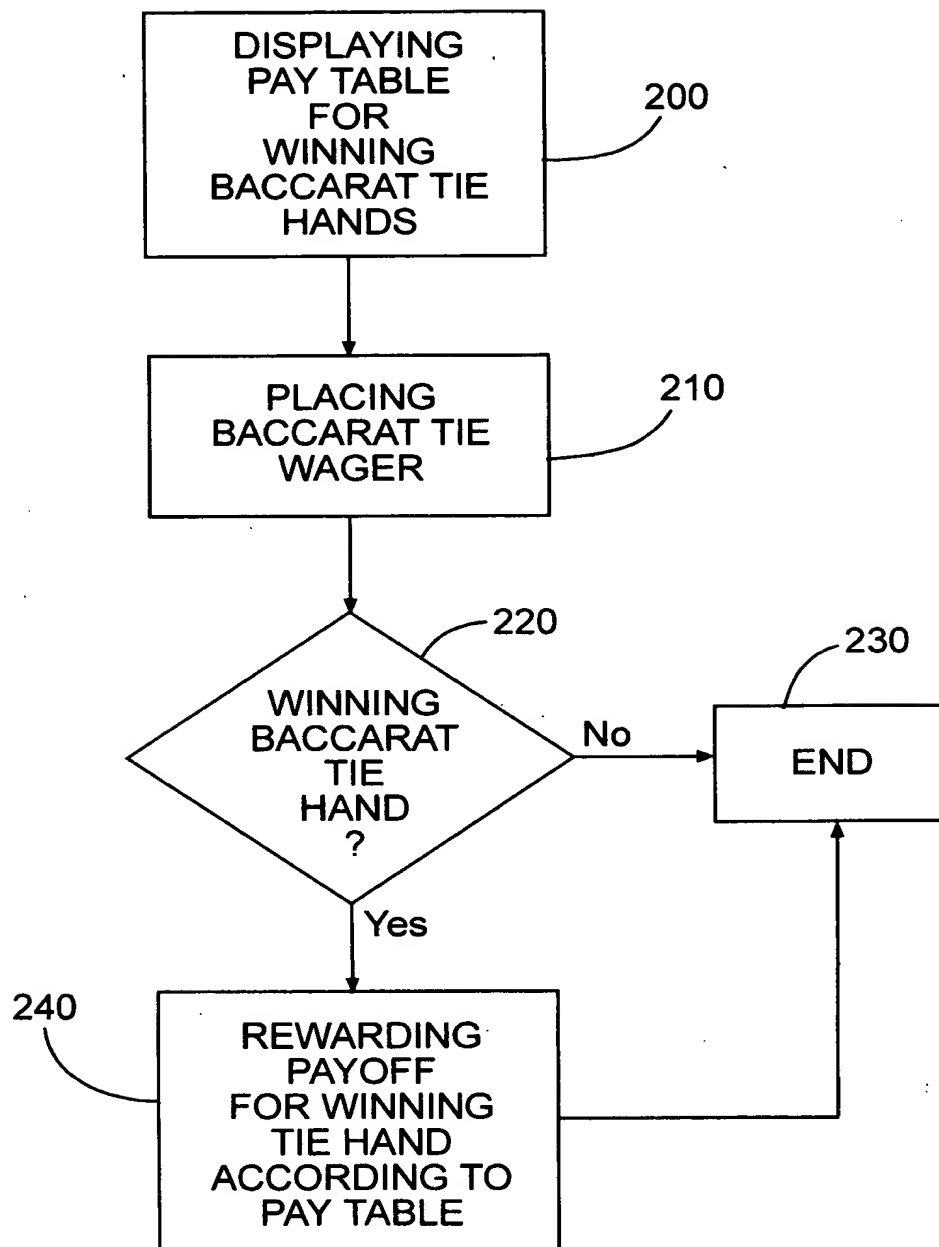 DISPLAYING
PAY TABLE
FOR
WINNING
BACCARAT TIE
HANDS
200
PLACING
BACCARAT TIE
WAGER
210
220
WINNING
BACCARAT
TIE
HAND
?
No
230
END
Yes
240
REWARDING
PAYOFF
FOR WINNING
TIE HAND
ACCORDING TO
PAY TABLE